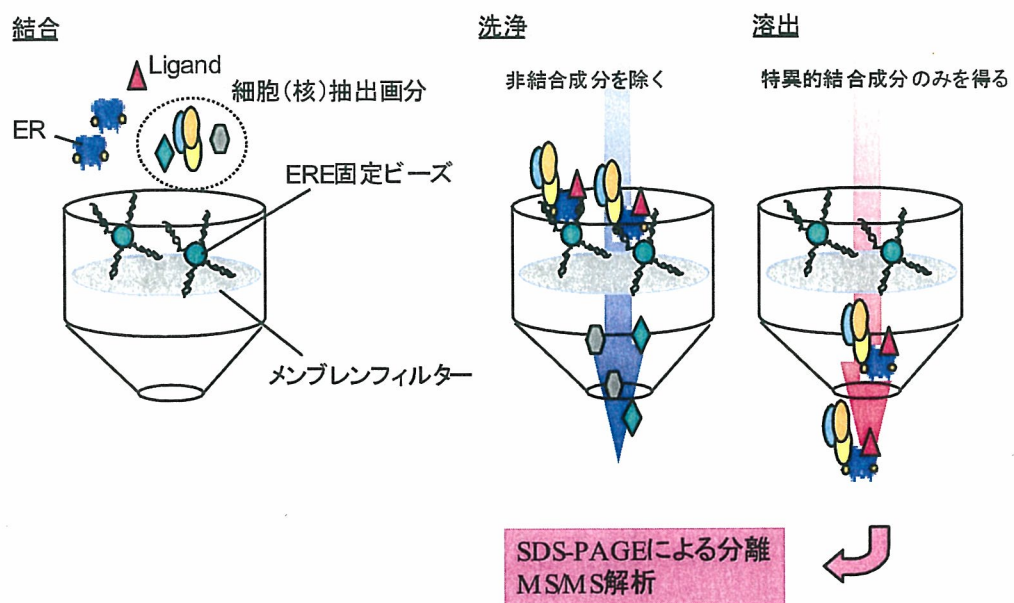 結合
Ligand
細胞(核)抽出画分
ER
ERE固定ビーズ
メンブレンフィルター
洗浄
非結合成分を除く
溶出
特異的結合成分のみを得る
SDS-PAGEによる分離
MS/MS解析